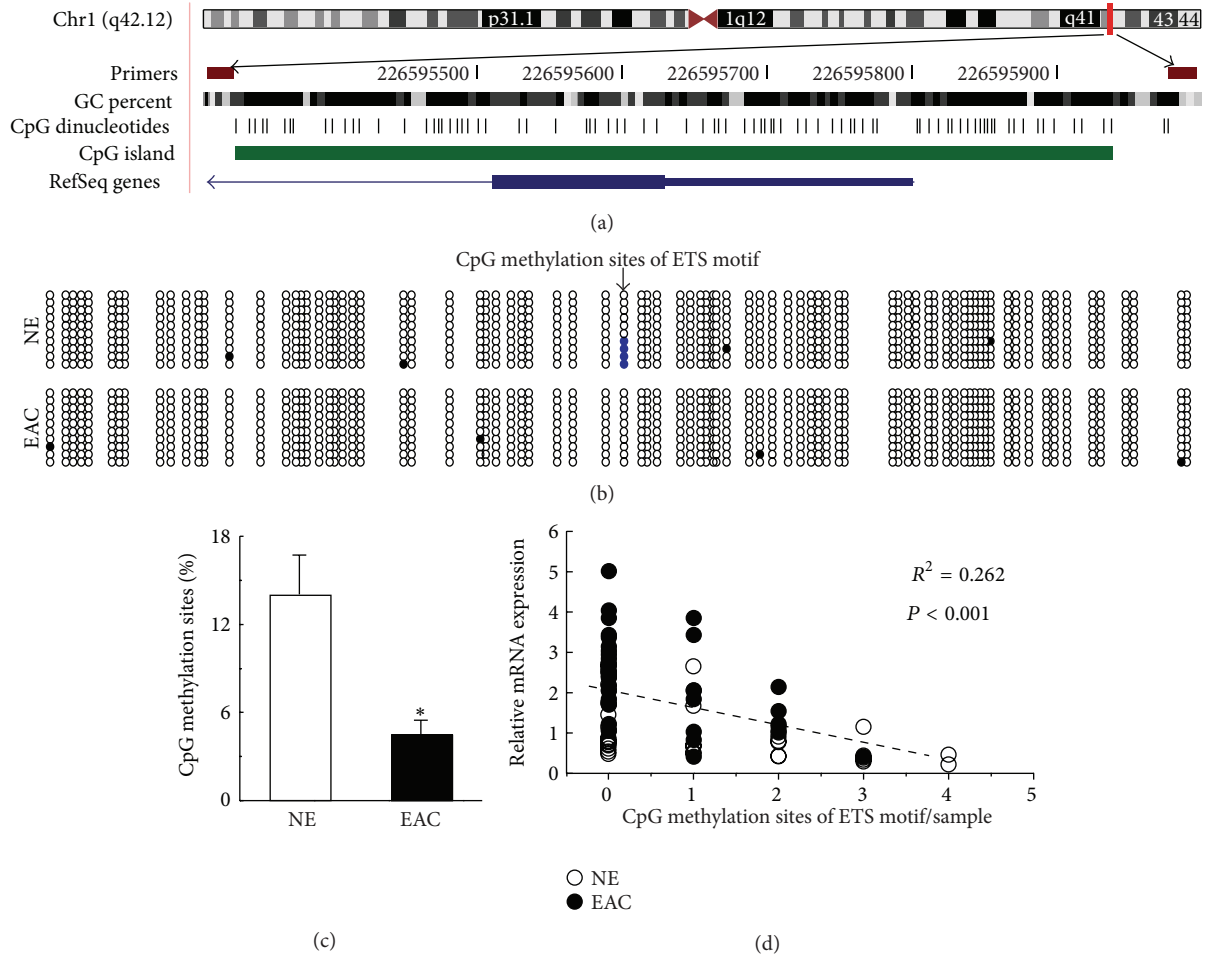 Chr1 (q42.12)
p31.1
1q12
q41
43
44
Primers
226595500
226595600
226595700
226595800
226595900
GC percent
CpG dinucleotides
CpG island
RefSeq genes
(a)
CpG methylation sites of ETS motif
NE
EAC
(b)
CpG methylation sites (%)
18
12
6
0
*
NE
EAC
(c)
Relative mRNA expression
6
5
4
3
2
1
0
R² = 0.262
P < 0.001
0
1
2
3
4
5
CpG methylation sites of ETS motif/sample
NE
EAC
(d)